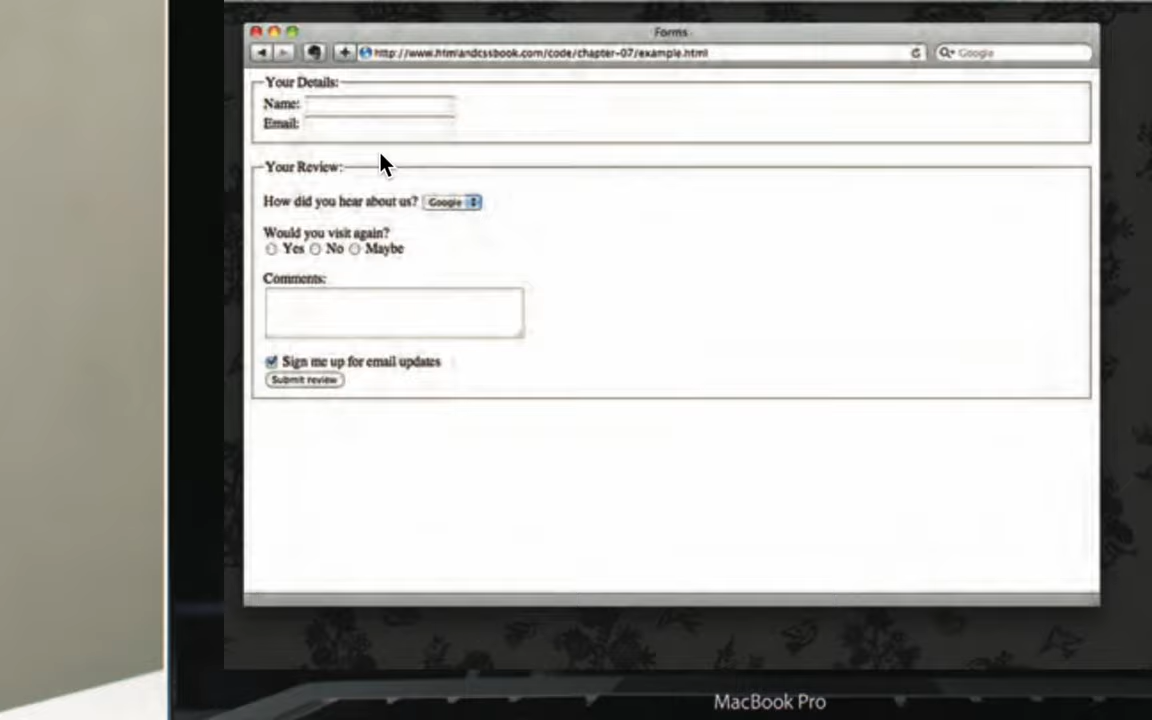 Forms
http://www.htmlandcssbook.com/code/chapter-07/example.html
Google
Your Details:
Name:
Email:
Your Review:
How did you hear about us? Google
Would you visit again?
Yes No Maybe
Comments:
Sign me up for email updates
Submit review
MacBook Pro